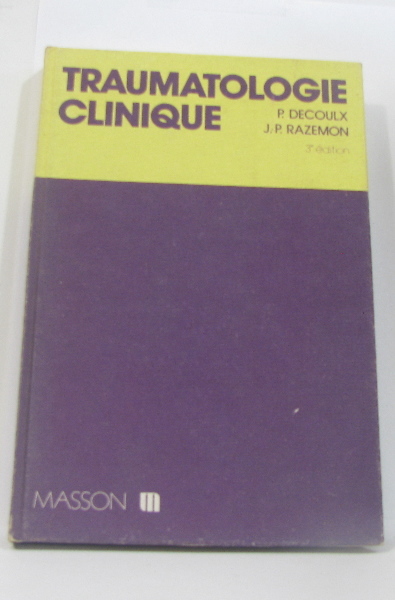 TRAUMATOLOGIE
CLINIQUE
P. DECOULX
J.P. RAZEMON
3e édition
MASSON m